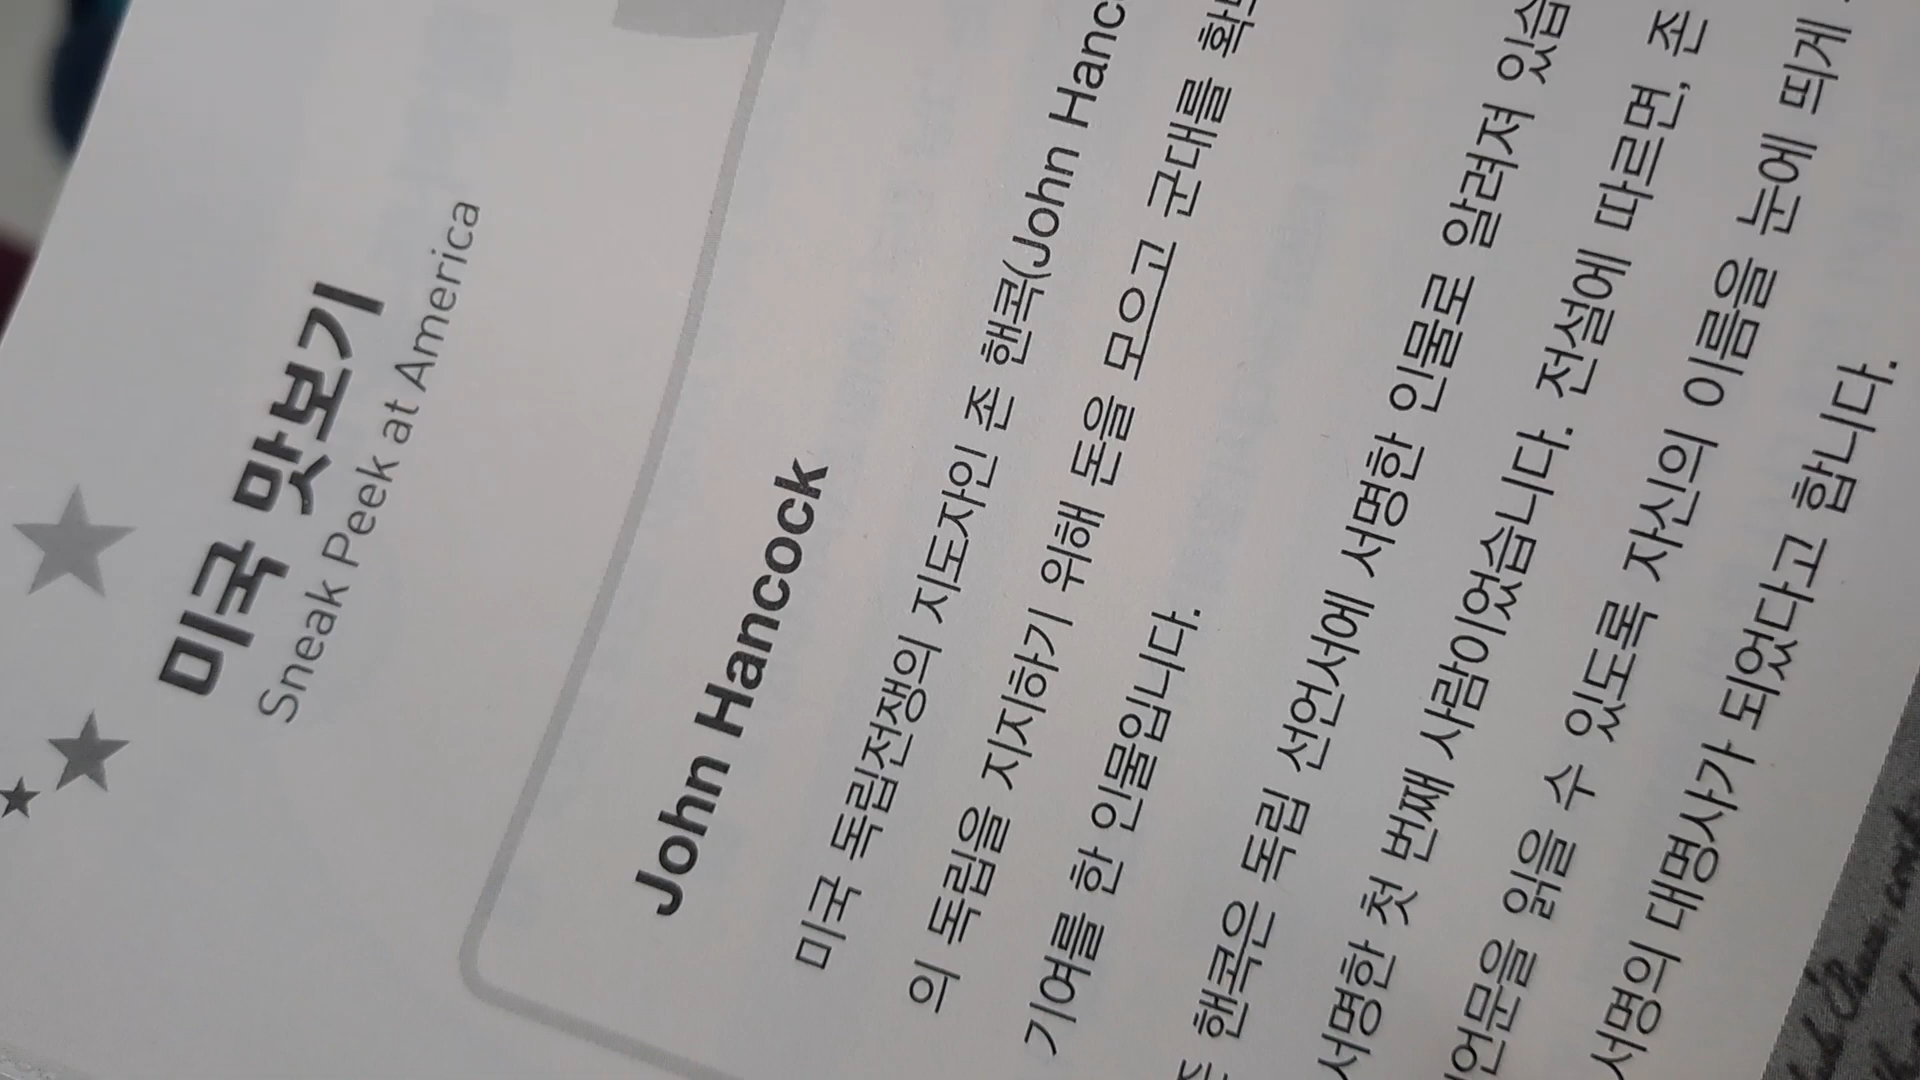 미국 맛보기
Sneak Peek at America
John Hancock
미국 독립전쟁의 지도자인 존 핸콕(John Hanc
의 독립을 지지하기 위해 돈을 모으고 군대를
기여를 한 인물입니다.
핸콕은 독립 선언서에 서명한 인물로 알려져 있습
서명한 첫 번째 사람이었습니다. 전설에 따르면, 존
언문을 읽을 수 있도록 자신의 이름을 눈에 띄게
서명의 대명사가 되었다고 합니다.